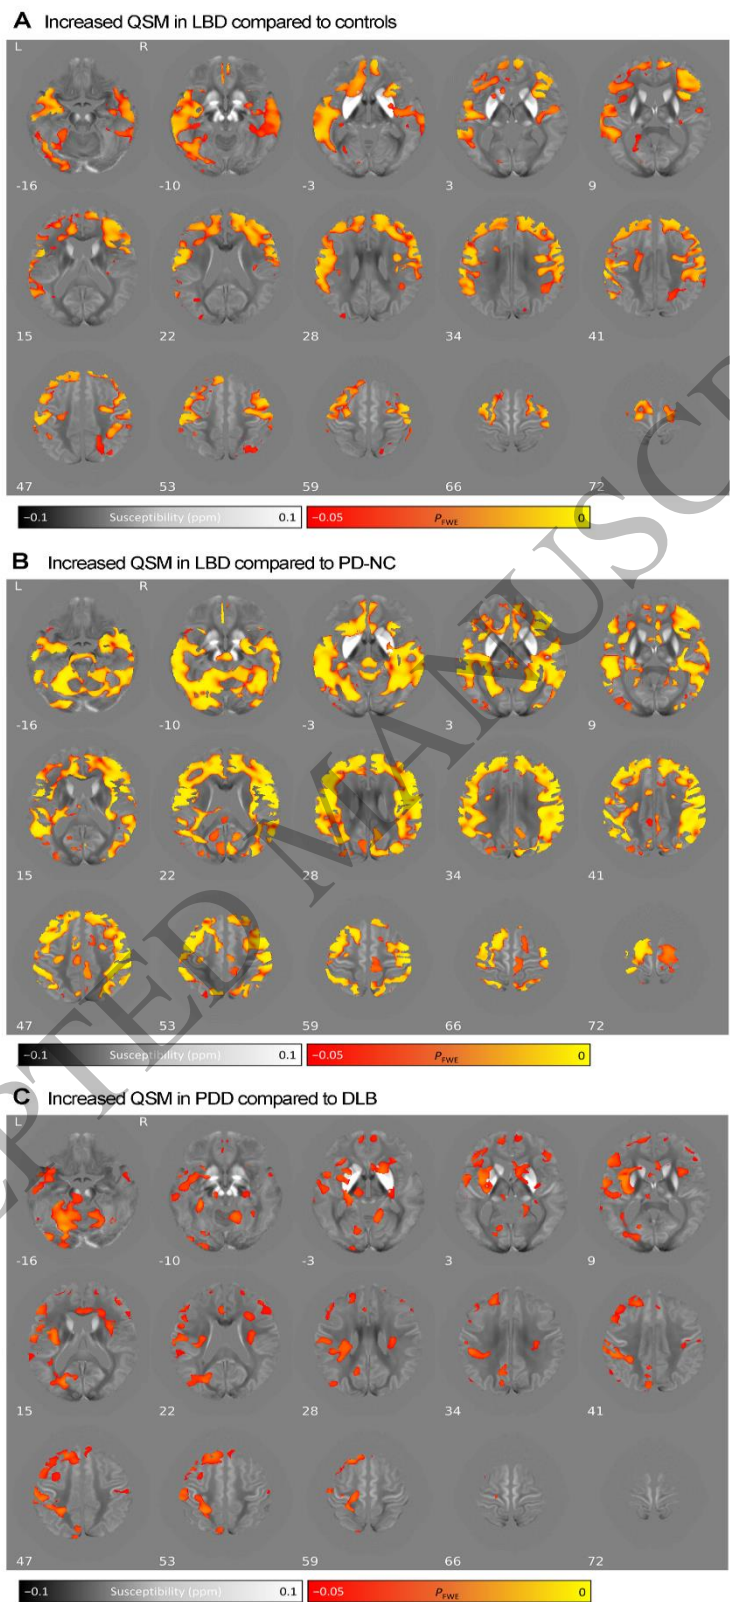 A Increased QSM in LBD compared to controls
L R
-16 -10 -3 3 9
15 22 28 34 41
47 53 59 66 72
−0.1 Susceptibility (ppm) 0.1 −0.05 PFWE 0
B Increased QSM in LBD compared to PD-NC
L R
-16 -10 -3 3 9
15 22 28 34 41
47 53 59 66 72
−0.1 Susceptibility (ppm) 0.1 −0.05 PFWE 0
C Increased QSM in PDD compared to DLB
L R
-16 -10 -3 3 9
15 22 28 34 41
47 53 59 66 72
−0.1 Susceptibility (ppm) 0.1 −0.05 PFWE 0
EPTED MANUSC